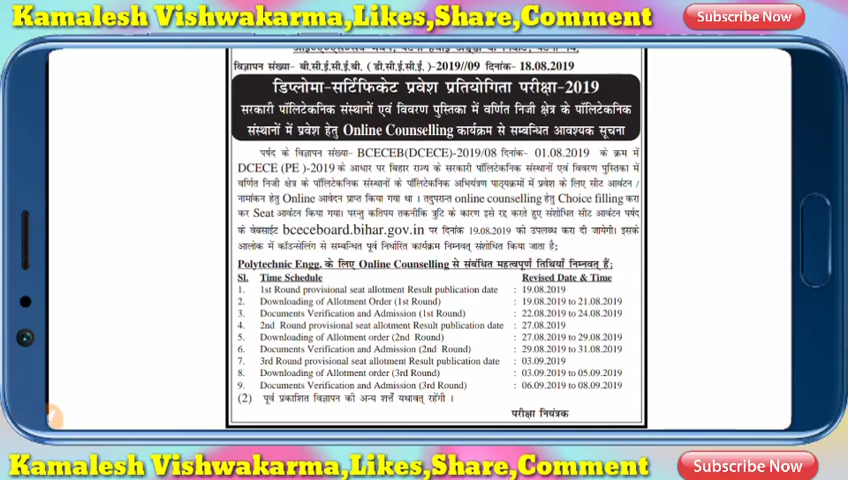 Kamalesh Vishwakarma,Likes,Share,Comment
Subscribe Now
विज्ञापन संख्या- बी.सी.ई.सी.ई.बी. (डी.सी.ई.सी.ई.)-2019//09 दिनांक- 18.08.2019
डिप्लोमा-सर्टिफिकेट प्रवेश प्रतियोगिता परीक्षा-2019
सरकारी पॉलिटेकनिक संस्थानों एवं विवरण पुस्तिका में वर्णित निजी क्षेत्र के पॉलिटेकनिक
संस्थानों में प्रवेश हेतु Online Counselling कार्यक्रम से सम्बन्धित आवश्यक सूचना
पर्षद के विज्ञापन संख्या- BCECEB(DCECE)-2019/08 दिनांक- 01.08.2019 के क्रम में
DCECE (PE)-2019 के आधार पर बिहार राज्य के सरकारी पॉलिटेकनिक संस्थानों एवं विवरण पुस्तिका में
वर्णित निजी क्षेत्र के पॉलिटेकनिक संस्थानों के पॉलिटेकनिक अभियंत्रण पाठ्यक्रमों में प्रवेश के लिए सीट आवंटन /
नामांकन हेतु Online आवेदन प्राप्त किया गया था । तदुपरान्त online counselling हेतु Choice filling करा
कर Seat आवंटन किया गया। परन्तु कतिपय तकनीकि त्रुटि के कारण इसे रद्द करते हुए संशोधित सीट आवंटन पर्षद
के वेबसाईट bceceboard.bihar.gov.in पर दिनांक 19.08.2019 को उपलब्ध करा दी जायेगी। इसके
आलोक में कॉउन्सेलिंग से सम्बन्धित पूर्व निर्धारित कार्यक्रम निम्नवत् संशोधित किया जाता है;
Polytechnic Engg. के लिए Online Counselling से संबंधित महत्वपूर्ण तिथियाँ निम्नवत् हैं;
Sl. Time Schedule Revised Date & Time
1. 1st Round provisional seat allotment Result publication date : 19.08.2019
2. Downloading of Allotment Order (1st Round) : 19.08.2019 to 21.08.2019
3. Documents Verification and Admission (1st Round) : 22.08.2019 to 24.08.2019
4. 2nd Round provisional seat allotment Result publication date : 27.08.2019
5. Downloading of Allotment order (2nd Round) : 27.08.2019 to 29.08.2019
6. Documents Verification and Admission (2nd Round) : 29.08.2019 to 31.08.2019
7. 3rd Round provisional seat allotment Result publication date : 03.09.2019
8. Downloading of Allotment order (3rd Round) : 03.09.2019 to 05.09.2019
9. Documents Verification and Admission (3rd Round) : 06.09.2019 to 08.09.2019
(2) पूर्व प्रकाशित विज्ञापन की अन्य शर्त्तें यथावत् रहेंगी ।
परीक्षा नियंत्रक
Kamalesh Vishwakarma,Likes,Share,Comment
Subscribe Now